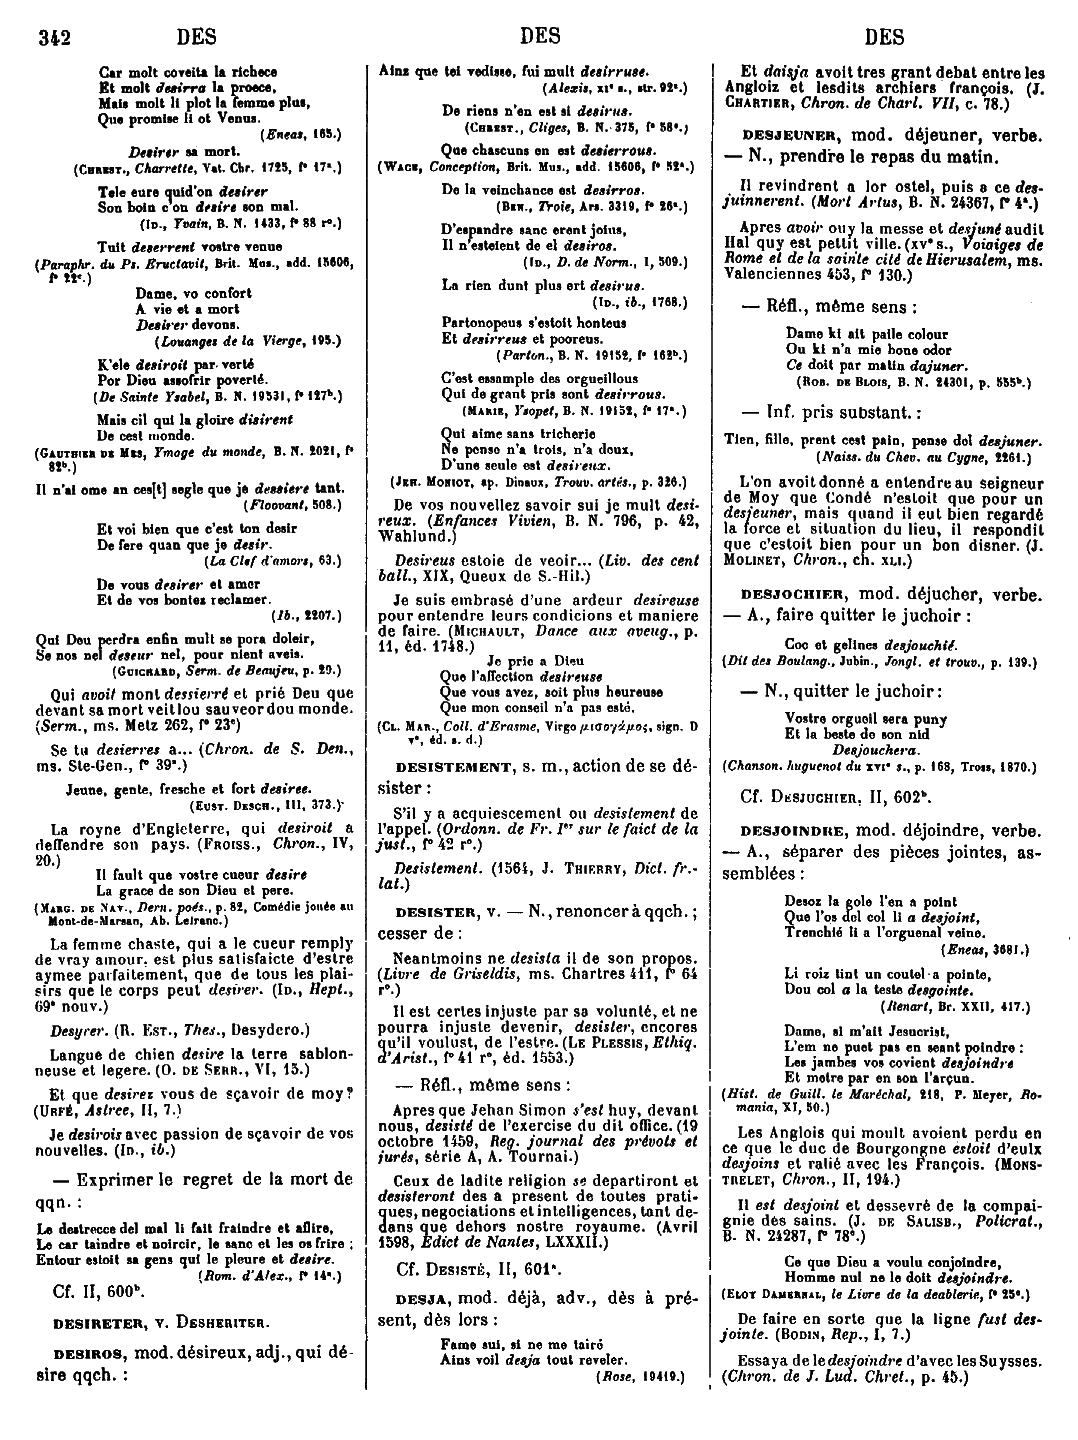 342 DES DES DES
Car molt coveita la richece
Et molt desirra la proece,
Mais molt li plot la femme plus,
Que promise li ot Venus.
(Eneas, 165.)
Desirer sa mort.
(CHREST., Charrette, Vat. Chr. 1725, f° 17ª.)
Tele eure quid'on desirer
Son boin c'on desire son mal.
(ID., Yvain, B. N. 1433, f° 88 r°.)
Tuit deserrent vostre venue
(Paraphr. du Ps. Eructavit, Brit. Mus., add. 15606,
f° 22ᶜ.)
Dame, vo confort
A vie et a mort
Desirer devons.
(Louanges de la Vierge, 195.)
K'ele desiroit par verté
Por Dieu assofrir poverté.
(De Sainte Ysabel, B. N. 19531, f° 127ᵇ.)
Mais cil qui la gloire disirent
De cest monde.
(GAUTHIER DE MES, Ymoge du monde, B. N. 2021, f°
82ᵇ.)
Il n'ai ome an ces[t] segle que je dessiere tant.
(Floovant, 508.)
Et voi bien que c'est ton desir
De fere quan que je desir.
(La Clef d'amors, 63.)
De vous desirer et amer
Et de vos bontez reclamer.
(Ib., 2207.)
Qui Deu perdra enfin mult se pora doleir,
Se nos nel deseur nel, pour nient aveis.
(GUICHARD, Serm. de Beaujeu, p. 29.)
Qui avoit mont dessierré et prié Deu que
devant sa mort veit lou sauveor dou monde.
(Serm., ms. Metz 262, f° 23ᶜ)
Se tu desierres a... (Chron. de S. Den.,
ms. Ste-Gen., f° 39ª.)
Jeune, gente, fresche et fort desiree.
(EUST. DESCH., III, 373.)
La royne d'Engleterre, qui desiroit a
deffendre son pays. (FROISS., Chron., IV,
20.)
Il fault que vostre cueur desire
La grace de son Dieu et pere.
(MARG. DE NAV., Dern. poés., p. 82, Comédie jouée au
Mont-de-Marsan, Ab. Lefranc.)
La femme chaste, qui a le cueur remply
de vray amour, est plus satisfaicte d'estre
aymee parfaitement, que de tous les plai-
sirs que le corps peut desirer. (ID., Hept.,
69ᵉ nouv.)
Desyrer. (R. EST., Thes., Desydero.)
Langue de chien desire la terre sablon-
neuse et legere. (O. DE SERR., VI, 15.)
Et que desirez vous de sçavoir de moy?
(URFÉ, Astree, II, 7.)
Je desirois avec passion de sçavoir de vos
nouvelles. (ID., ib.)
— Exprimer le regret de la mort de
qqn. :
La destrecce del mal li fait fraindre et aflire,
Le car taindre et noircir, le sanc et les os frire ;
Entour estoit sa gens qui le pleure et desire.
(Rom. d'Alex., f° 14ª.)
Cf. II, 600ᵇ.
DESIRETER, v. DESHERITER.
DESIROS, mod. désireux, adj., qui dé-
sire qqch. :
Ainz que tei vedisse, fui mult desirruse.
(Alexis, XIᵉ s., str. 92ᵉ.)
De riens n'en est si desirus.
(CHREST., Cliges, B. N. 375, f° 58ᵉ.)
Que chascuns en est desierrous.
(WACE, Conception, Brit. Mus., add. 15606, f° 52ᵃ.)
De la veinchance est desirros.
(BEN., Troie, Ars. 3319, f° 26ᵃ.)
D'espandre sanc erent joius,
Il n'esteient de el desiros.
(ID., D. de Norm., I, 509.)
La rien dunt plus ert desirus.
(ID., ib., 1768.)
Partonopeus s'estoit honteus
Et desirreus et pooreus.
(Parton., B. N. 19152, f° 162ᵇ.)
C'est essample des orgueillous
Qui de grant pris sont desirrous.
(MARIE, Ysopet, B. N. 19152, f° 17ᵃ.)
Qui aime sans tricherie
Ne pense n'a trois, n'a deux,
D'une seule est desireux.
(JEH. MONIOT, ap. Dinaux, Trouv. artés., p. 326.)
De vos nouvellez savoir sui je mult desi-
reux. (Enfances Vivien, B. N. 796, p. 42,
Wahlund.)
Desireus estoie de veoir... (Liv. des cent
ball., XIX, Queux de S.-Hil.)
Je suis embrasé d'une ardeur desireuse
pour entendre leurs condicions et maniere
de faire. (MICHAULT, Dance aux aveug., p.
11, éd. 1748.)
Je prie a Dieu
Que l'affection desireuse
Que vous avez, soit plus heureuse
Que mon conseil n'a pas esté.
(CL. MAR., Coll. d'Erasme, Virgo μισογάμος, sign. D
vª, éd. s. d.)
DESISTEMENT, s. m., action de se dé-
sister :
S'il y a acquiescement ou desistement de
l'appel. (Ordonn. de Fr. Iᵉʳ sur le faict de la
just., f° 42 r°.)
Desistement. (1564, J. THIERRY, Dict. fr.-
lat.)
DESISTER, v. — N., renoncer à qqch. ;
cesser de :
Neantmoins ne desista il de son propos.
(Livre de Griseldis, ms. Chartres 411, f° 64
r°.)
Il est certes injuste par sa volunté, et ne
pourra injuste devenir, desister, encores
qu'il voulust, de l'estre. (LE PLESSIS, Ethiq.
d'Arist., f° 41 r°, éd. 1553.)
— Réfl., même sens :
Apres que Jehan Simon s'est huy, devant
nous, desisté de l'exercise du dit office. (19
octobre 1459, Reg. journal des prévots et
jurés, série A, A. Tournai.)
Ceux de ladite religion se departiront et
desisteront des a present de toutes prati-
ques, negociations et intelligences, tant de-
dans que dehors nostre royaume. (Avril
1598, Edict de Nantes, LXXXII.)
Cf. DESISTÉ, II, 601ᵃ.
DESJA, mod. déjà, adv., dès à pré-
sent, dès lors :
Fame sui, si ne me tairé
Ains voil desja tout reveler.
(Rose, 19419.)
Et daisja avoit tres grant debat entre les
Angloiz et lesdits archiers françois. (J.
CHARTIER, Chron. de Charl. VII, c. 78.)
DESJEUNER, mod. déjeuner, verbe.
— N., prendre le repas du matin.
Il revindrent a lor ostel, puis a ce des-
juinnerent. (Mort Artus, B. N. 24367, f° 4ᵃ.)
Apres avoir ouy la messe et desjuné audit
Hal quy est pettit ville. (XVᵉ s., Voiaiges de
Rome et de la sainte cité de Hierusalem, ms.
Valenciennes 453, f° 130.)
— Réfl., même sens :
Dame ki ait paile colour
Ou ki n'a mie bone odor
Ce doit par matin dajuner.
(ROB. DE BLOIS, B. N. 24301, p. 555ᵇ.)
— Inf. pris substant. :
Tien, fille, prent cest pain, pense del desjuner.
(Naiss. du Chev. au Cygne, 2261.)
L'on avoit donné a entendre au seigneur
de Moy que Condé n'estoit que pour un
desjeuner, mais quand il eut bien regardé
la force et situation du lieu, il respondit
que c'estoit bien pour un bon disner. (J.
MOLINET, Chron., ch. XLI.)
DESJOCHIER, mod. déjucher, verbe.
— A., faire quitter le juchoir :
Coc et gelines desjouchié.
(Dit des Boulang., Jubin., Jongl. et trouv., p. 139.)
— N., quitter le juchoir :
Vostre orgueil sera puny
Et la beste de son nid
Desjouchera.
(Chanson. huguenot du XVIᵉ s., p. 168, Tross, 1870.)
Cf. DESJUCHIER, II, 602ᵇ.
DESJOINDRE, mod. déjoindre, verbe.
— A., séparer des pièces jointes, as-
semblées :
Desoz la gole l'en a point
Que l'os del col li a desjoint,
Trenchié li a l'orguenal veine.
(Eneas, 3681.)
Li roiz tint un coutel a pointe,
Dou col a la teste desgointe.
(Renart, Br. XXII, 417.)
Dame, si m'ait Jesucrist,
L'em ne puet pas en seant poindre :
Les jambes vos covient desjoindre
Et metre par en son l'arçun.
(Hist. de Guill. le Maréchal, 218, P. Meyer, Ro-
mania, XI, 50.)
Les Anglois qui moult avoient perdu en
ce que le duc de Bourgongne estoit d'eulx
desjoins et ralié avec les François. (MONS-
TRELET, Chron., II, 194.)
Il est desjoint et dessevré de la compai-
gnie des sains. (J. DE SALISB., Policrat.,
B. N. 24287, f° 78ᵉ.)
Ce que Dieu a voulu conjoindre,
Homme nul ne le doit desjoindre.
(ELOY DAMERNAL, le Livre de la deablerie, f° 25ᵃ.)
De faire en sorte que la ligne fust des-
jointe. (BODIN, Rep., I, 7.)
Essaya de le desjoindre d'avec les Suysses.
(Chron. de J. Lud. Chret., p. 45.)